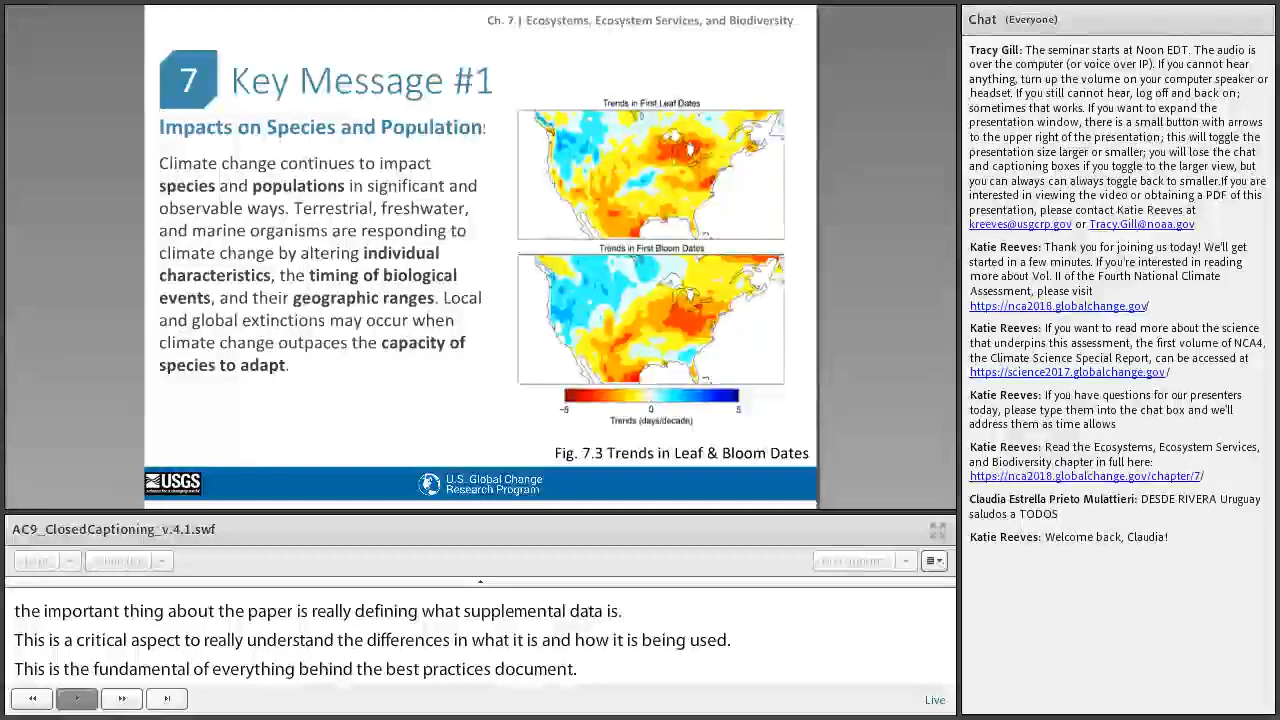 Ch. 7 | Ecosystems, Ecosystem Services, and Biodiversity
7 Key Message #1
Impacts on Species and Populations
Climate change continues to impact
species and populations in significant and
observable ways. Terrestrial, freshwater,
and marine organisms are responding to
climate change by altering individual
characteristics, the timing of biological
events, and their geographic ranges. Local
and global extinctions may occur when
climate change outpaces the capacity of
species to adapt.
Trends in First Leaf Dates
Trends in First Bloom Dates
-5 0 5
Trends (days/decade)
Fig. 7.3 Trends in Leaf & Bloom Dates
USGS
science for a changing world
U.S. Global Change
Research Program
AC9_ClosedCaptioning_v.4.1.swf
the important thing about the paper is really defining what supplemental data is.
This is a critical aspect to really understand the differences in what it is and how it is being used.
This is the fundamental of everything behind the best practices document.
Live
Chat (Everyone)
Tracy Gill: The seminar starts at Noon EDT. The audio is
over the computer (or voice over IP). If you cannot hear
anything, turn up the volume on your computer speaker or
headset. If you still cannot hear, log off and back on;
sometimes that works. If you want to expand the
presentation window, there is a small button with arrows
to the upper right of the presentation; this will toggle the
presentation size larger or smaller; you will lose the
chat and captioning boxes if you toggle to the larger view, but
you can always can always toggle back to smaller.If you are
interested in viewing the video or obtaining a PDF of this
presentation, please contact Katie Reeves at
kreeves@usgcrp.gov or Tracy.Gill@noaa.gov
Katie Reeves: Thank you for joining us today! We'll get
started in a few minutes. If you're interested in reading
more about Vol. II of the Fourth National Climate
Assessment, please visit
https://nca2018.globalchange.gov/
Katie Reeves: If you want to read more about the science
that underpins this assessment, the first volume of NCA4,
the Climate Science Special Report, can be accessed at
https://science2017.globalchange.gov/
Katie Reeves: If you have questions for our presenters
today, please type them into the chat box and we'll
address them as time allows
Katie Reeves: Read the Ecosystems, Ecosystem Services,
and Biodiversity chapter in full here:
https://nca2018.globalchange.gov/chapter/7/
Claudia Estrella Prieto Mulattieri: DESDE RIVERA Uruguay
saludos a TODOS
Katie Reeves: Welcome back, Claudia!